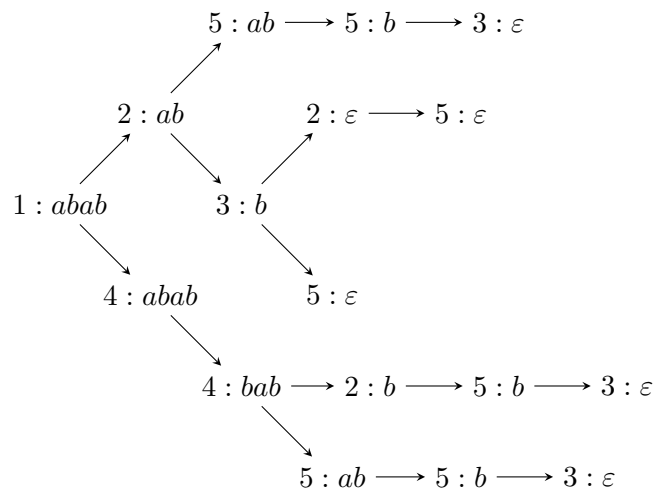 5 : ab 5 : b 3 : ε
2 : ab 2 : ε 5 : ε
1 : abab 3 : b
4 : abab 5 : ε
4 : bab 2 : b 5 : b 3 : ε
5 : ab 5 : b 3 : ε